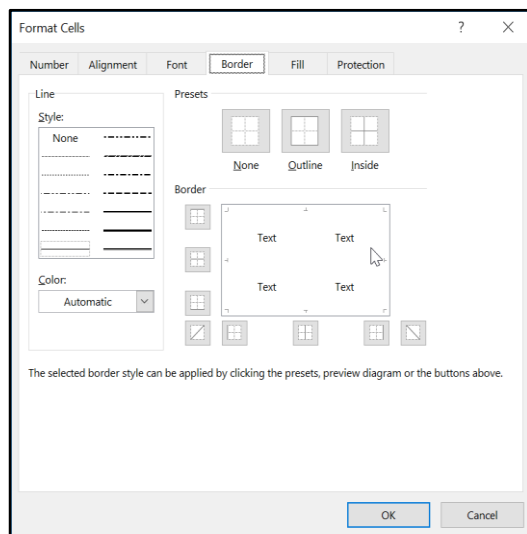 Format Cells ? ×
Number Alignment Font Border Fill Protection
Line
Style:
None
Color:
Automatic
Presets
None Outline Inside
Border
Text Text
Text Text
The selected border style can be applied by clicking the presets, preview diagram or the buttons above.
OK Cancel